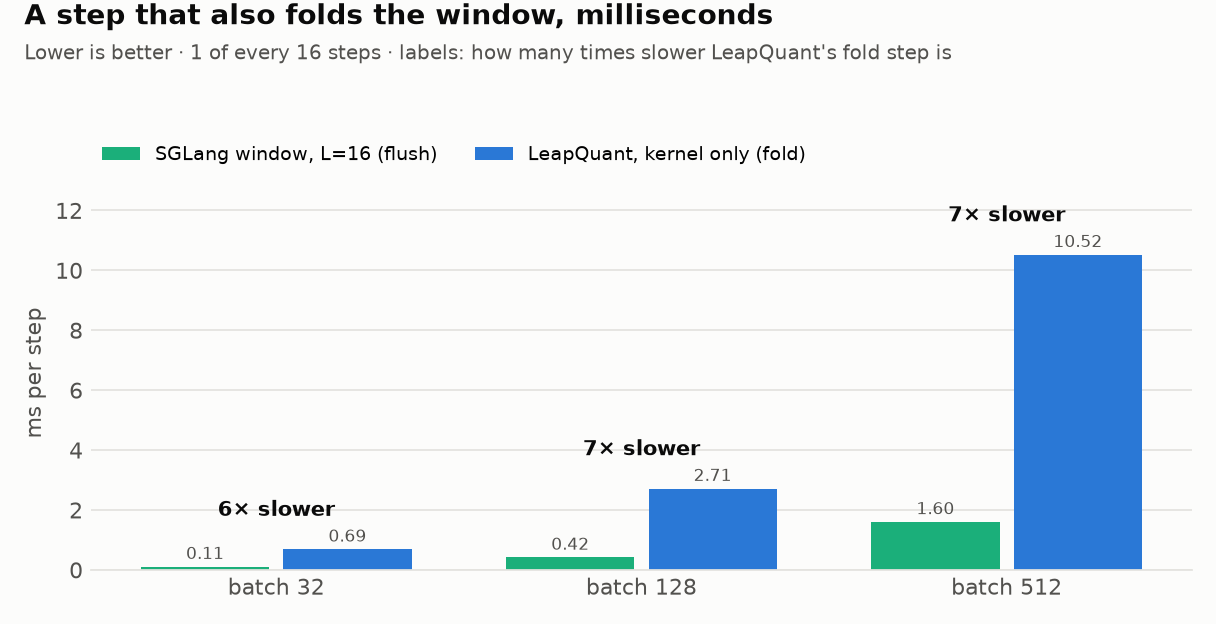 A step that also folds the window, milliseconds
Lower is better · 1 of every 16 steps · labels: how many times slower LeapQuant's fold step is
SGLang window, L=16 (flush)
LeapQuant, kernel only (fold)
ms per step
12
10
8
6
4
2
0
6× slower
0.11
0.69
7× slower
0.42
2.71
7× slower
1.60
10.52
batch 32
batch 128
batch 512